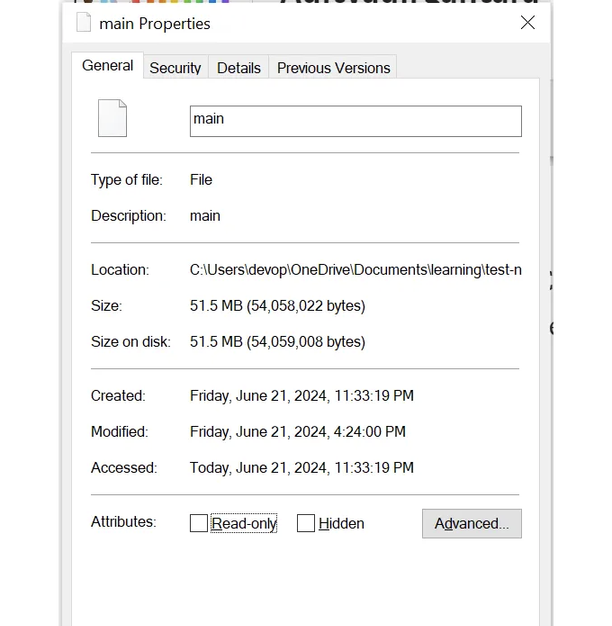 main Properties
General Security Details Previous Versions
main
Type of file: File
Description: main
Location: C:\Users\devop\OneDrive\Documents\learning\test-n
Size: 51.5 MB (54,058,022 bytes)
Size on disk: 51.5 MB (54,059,008 bytes)
Created: Friday, June 21, 2024, 11:33:19 PM
Modified: Friday, June 21, 2024, 4:24:00 PM
Accessed: Today, June 21, 2024, 11:33:19 PM
Attributes: Read-only Hidden Advanced...